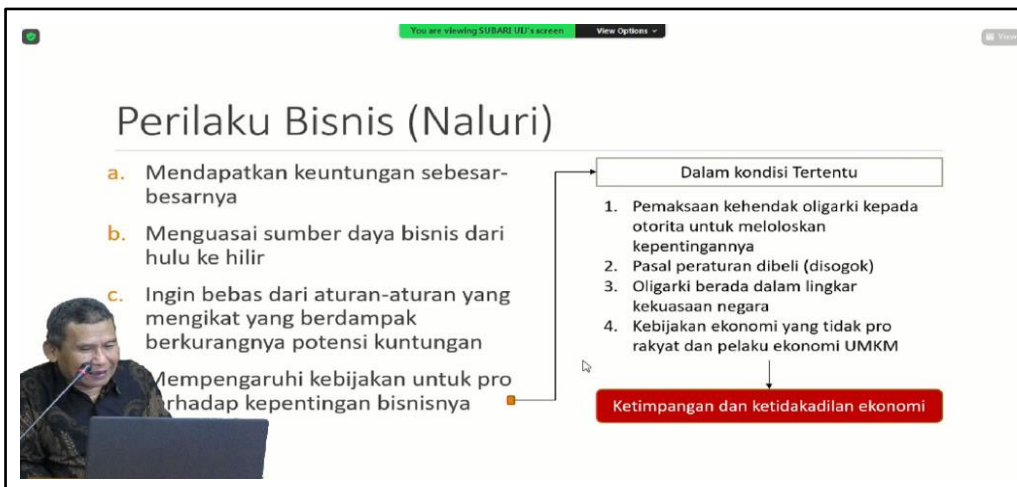 You are viewing SUBARI UIJ's screen
View Options
View
Perilaku Bisnis (Naluri)
a. Mendapatkan keuntungan sebesar-
besarnya
b. Menguasai sumber daya bisnis dari
hulu ke hilir
c. Ingin bebas dari aturan-aturan yang
mengikat yang berdampak
berkurangnya potensi kuntungan
Mempengaruhi kebijakan untuk pro
kepentingan bisnisnya
Dalam kondisi Tertentu
1. Pemaksaan kehendak oligarki kepada
otorita untuk meloloskan
kepentingannya
2. Pasal peraturan dibeli (disogok)
3. Oligarki berada dalam lingkar
kekuasaan negara
4. Kebijakan ekonomi yang tidak pro
rakyat dan pelaku ekonomi UMKM
Ketimpangan dan ketidakadilan ekonomi